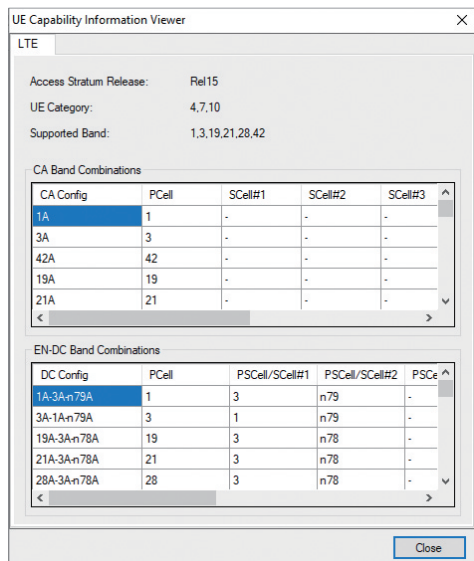 UE Capability Information Viewer
LTE
Access Stratum Release: Rel15
UE Category: 4,7,10
Supported Band: 1,3,19,21,28,42
CA Band Combinations
CA Config PCell SCell#1 SCell#2 SCell#3
1A 1 - - -
3A 3 - - -
42A 42 - - -
19A 19 - - -
21A 21 - - -
EN-DC Band Combinations
DC Config PCell PSCell/SCell#1 PSCell/SCell#2 PSCe
1A-3A-n79A 1 3 n79 -
3A-1A-n79A 3 1 n79 -
19A-3A-n78A 19 3 n78 -
21A-3A-n78A 21 3 n78 -
28A-3A-n78A 28 3 n78 -
Close